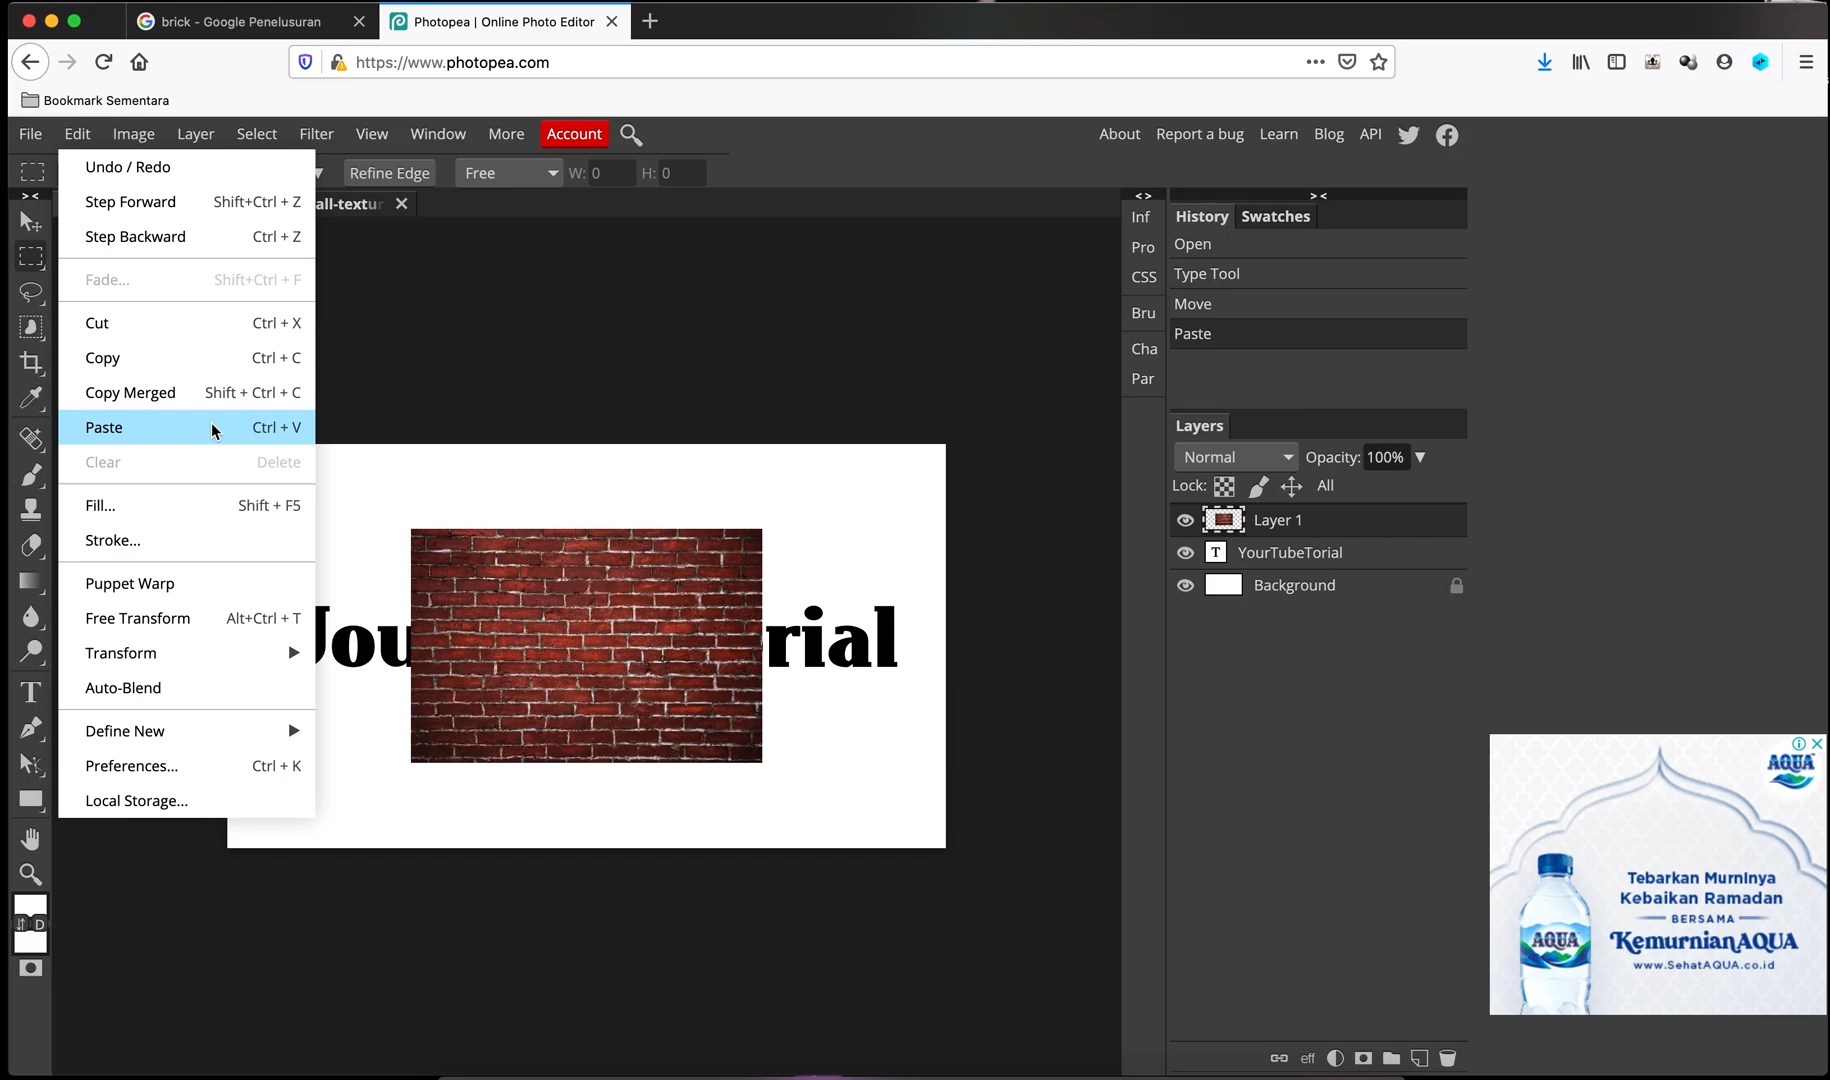 brick - Google Penelusuran
Photopea | Online Photo Editor
https://www.photopea.com
Bookmark Sementara
File Edit Image Layer Select Filter View Window More Account
About Report a bug Learn Blog API
Refine Edge Free W: 0 H: 0
all-textur
Undo / Redo
Step Forward Shift+Ctrl + Z
Step Backward Ctrl + Z
Fade... Shift+Ctrl + F
Cut Ctrl + X
Copy Ctrl + C
Copy Merged Shift + Ctrl + C
Paste Ctrl + V
Clear Delete
Fill... Shift + F5
Stroke...
Puppet Warp
Free Transform Alt+Ctrl + T
Transform
Auto-Blend
Define New
Preferences... Ctrl + K
Local Storage...
T
D
rial
Inf
Pro
CSS
Bru
Cha
Par
History Swatches
Open
Type Tool
Move
Paste
Layers
Normal Opacity: 100%
Lock: All
Layer 1
T YourTubeTorial
Background
eff
AQUA
Tebarkan Murninya
Kebaikan Ramadan
BERSAMA
KemurnianAQUA
www.SehatAQUA.co.id
AQUA